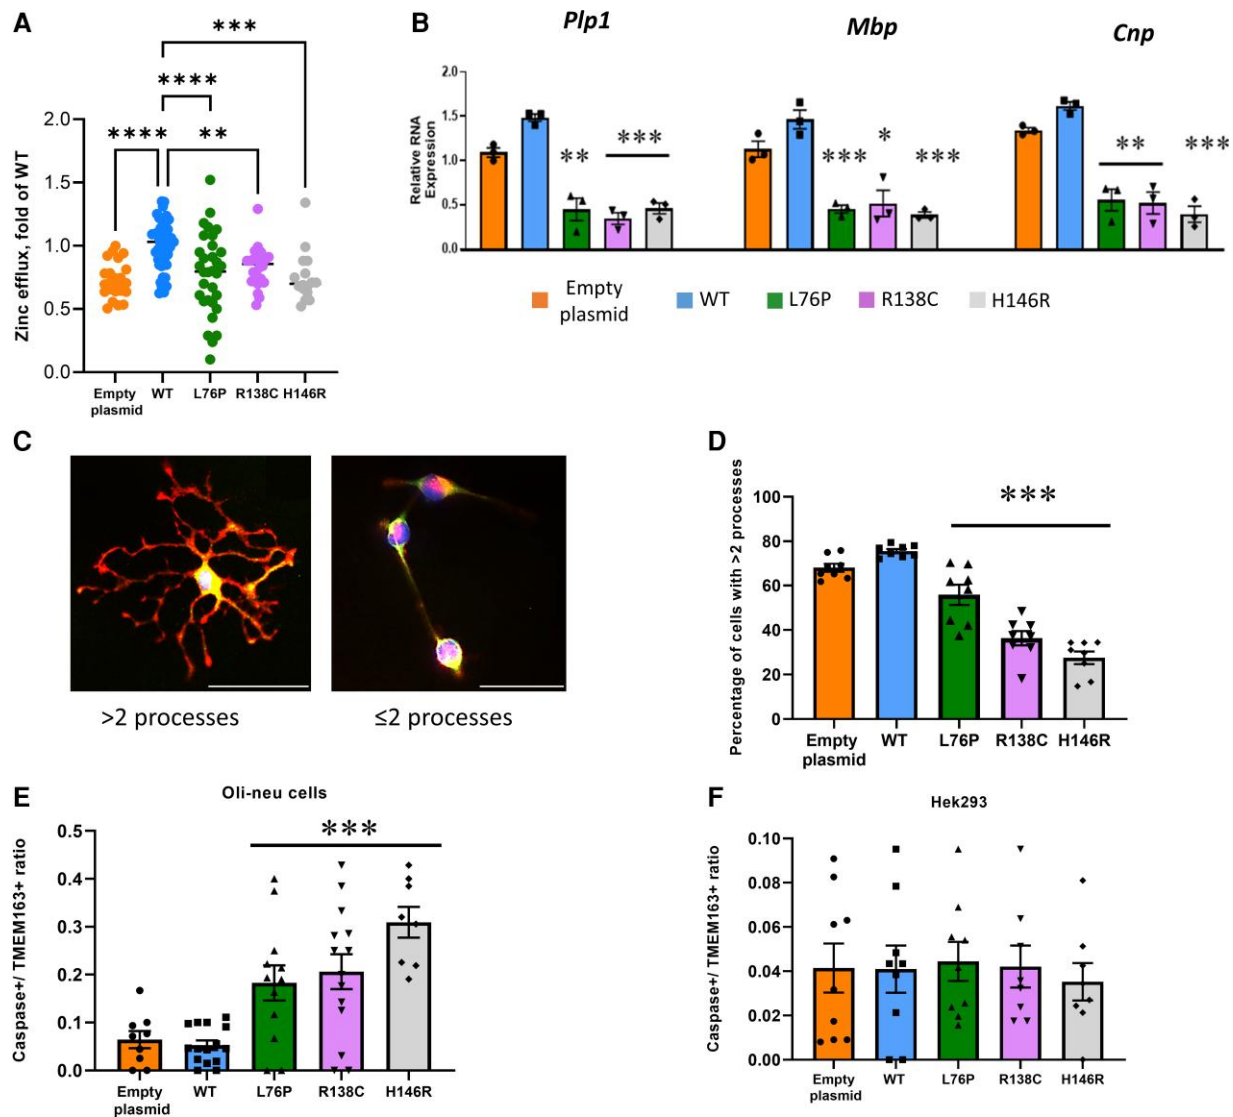 A
***
****
**** **
Zinc efflux, fold of WT
2.0
1.5
1.0
0.5
0.0
Empty plasmid WT L76P R138C H146R
B
Plp1 Mbp Cnp
Relative RNA
Expression
2.0
1.5
1.0
0.5
0.0
** *** *** * *** ** ***
Empty plasmid WT L76P R138C H146R
C
>2 processes ≤2 processes
D
***
Percentage of cells with >2 processes
100
80
60
40
20
0
Empty plasmid WT L76P R138C H146R
E
Oli-neu cells
***
Caspase+/ TMEM163+ ratio
0.5
0.4
0.3
0.2
0.1
0.0
Empty plasmid WT L76P R138C H146R
F
Hek293
Caspase+/ TMEM163+ ratio
0.10
0.08
0.06
0.04
0.02
0.00
Empty plasmid WT L76P R138C H146R